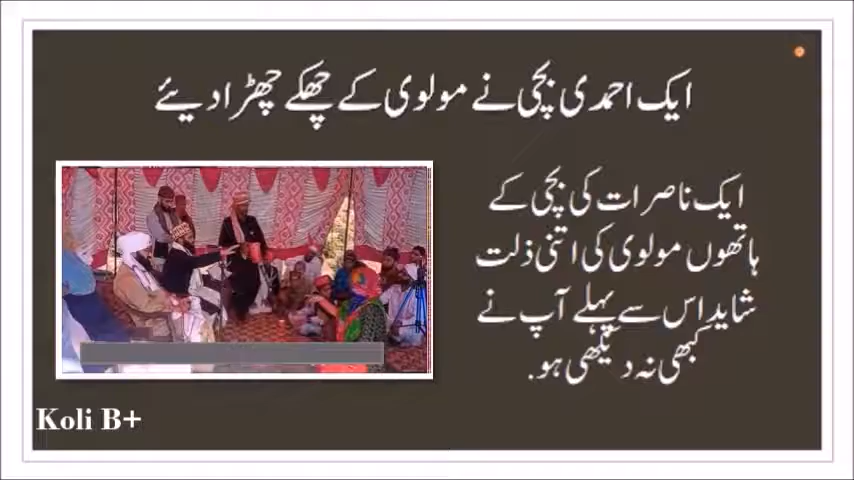 ایک احمدی بچی نے مولوی کے چھکے چھڑا دیئے
ایک ناصرات کی بچی کے
ہاتھوں مولوی کی اتنی ذلت
شاید اس سے پہلے آپ نے
کبھی نہ دیکھی ہو.
Koli B+